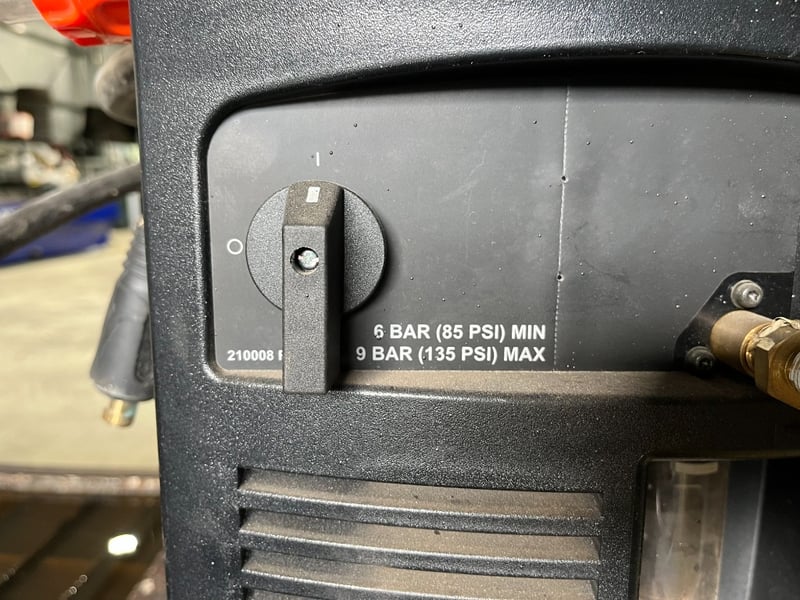 I
O
6 BAR (85 PSI) MIN
210008
9 BAR (135 PSI) MAX